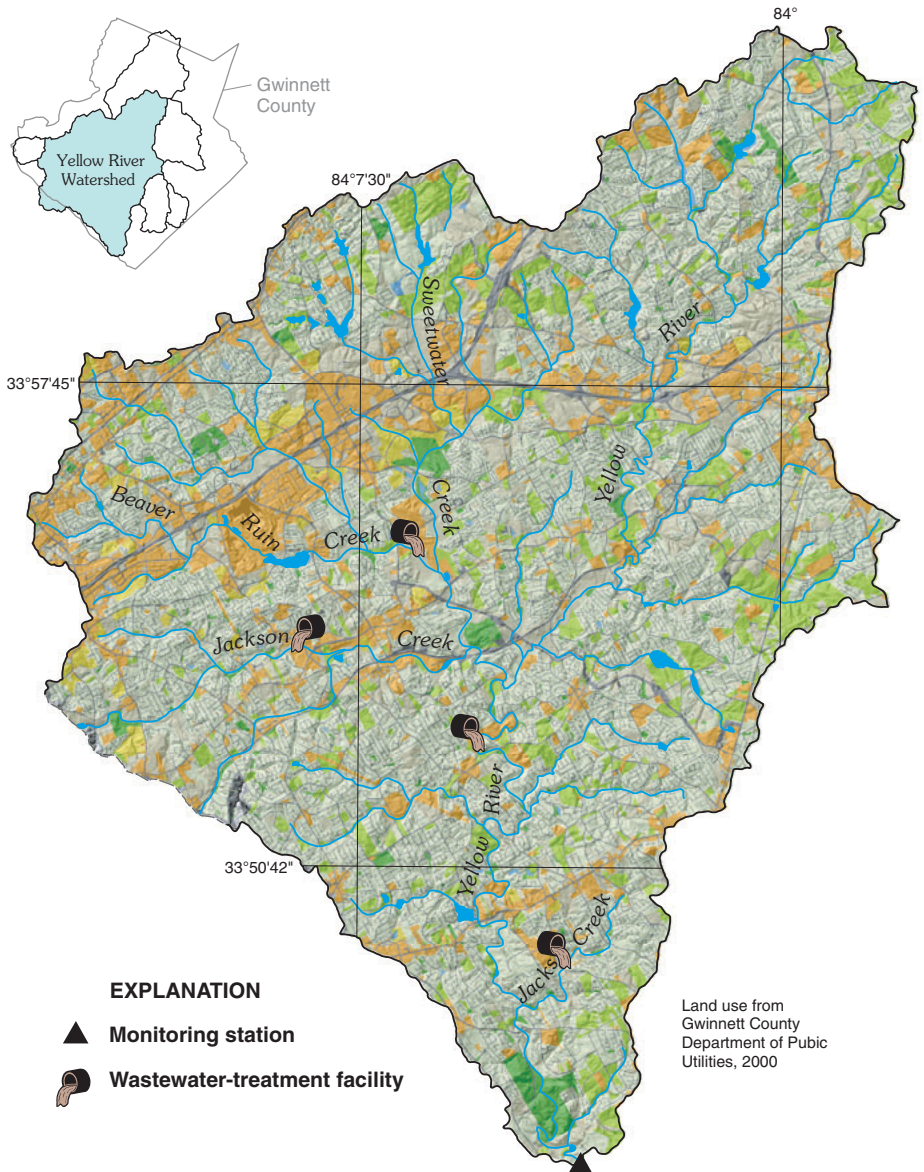 84°
Gwinnett
County
Yellow River
Watershed
84°7'30"
Sweetwater
Creek
River
Yellow
33°57'45"
Beaver
Ruin
Creek
Jackson
Creek
River
Yellow
33°50'42"
Jacks
Creek
EXPLANATION
Monitoring station
Wastewater-treatment facility
Land use from
Gwinnett County
Department of Pubic
Utilities, 2000